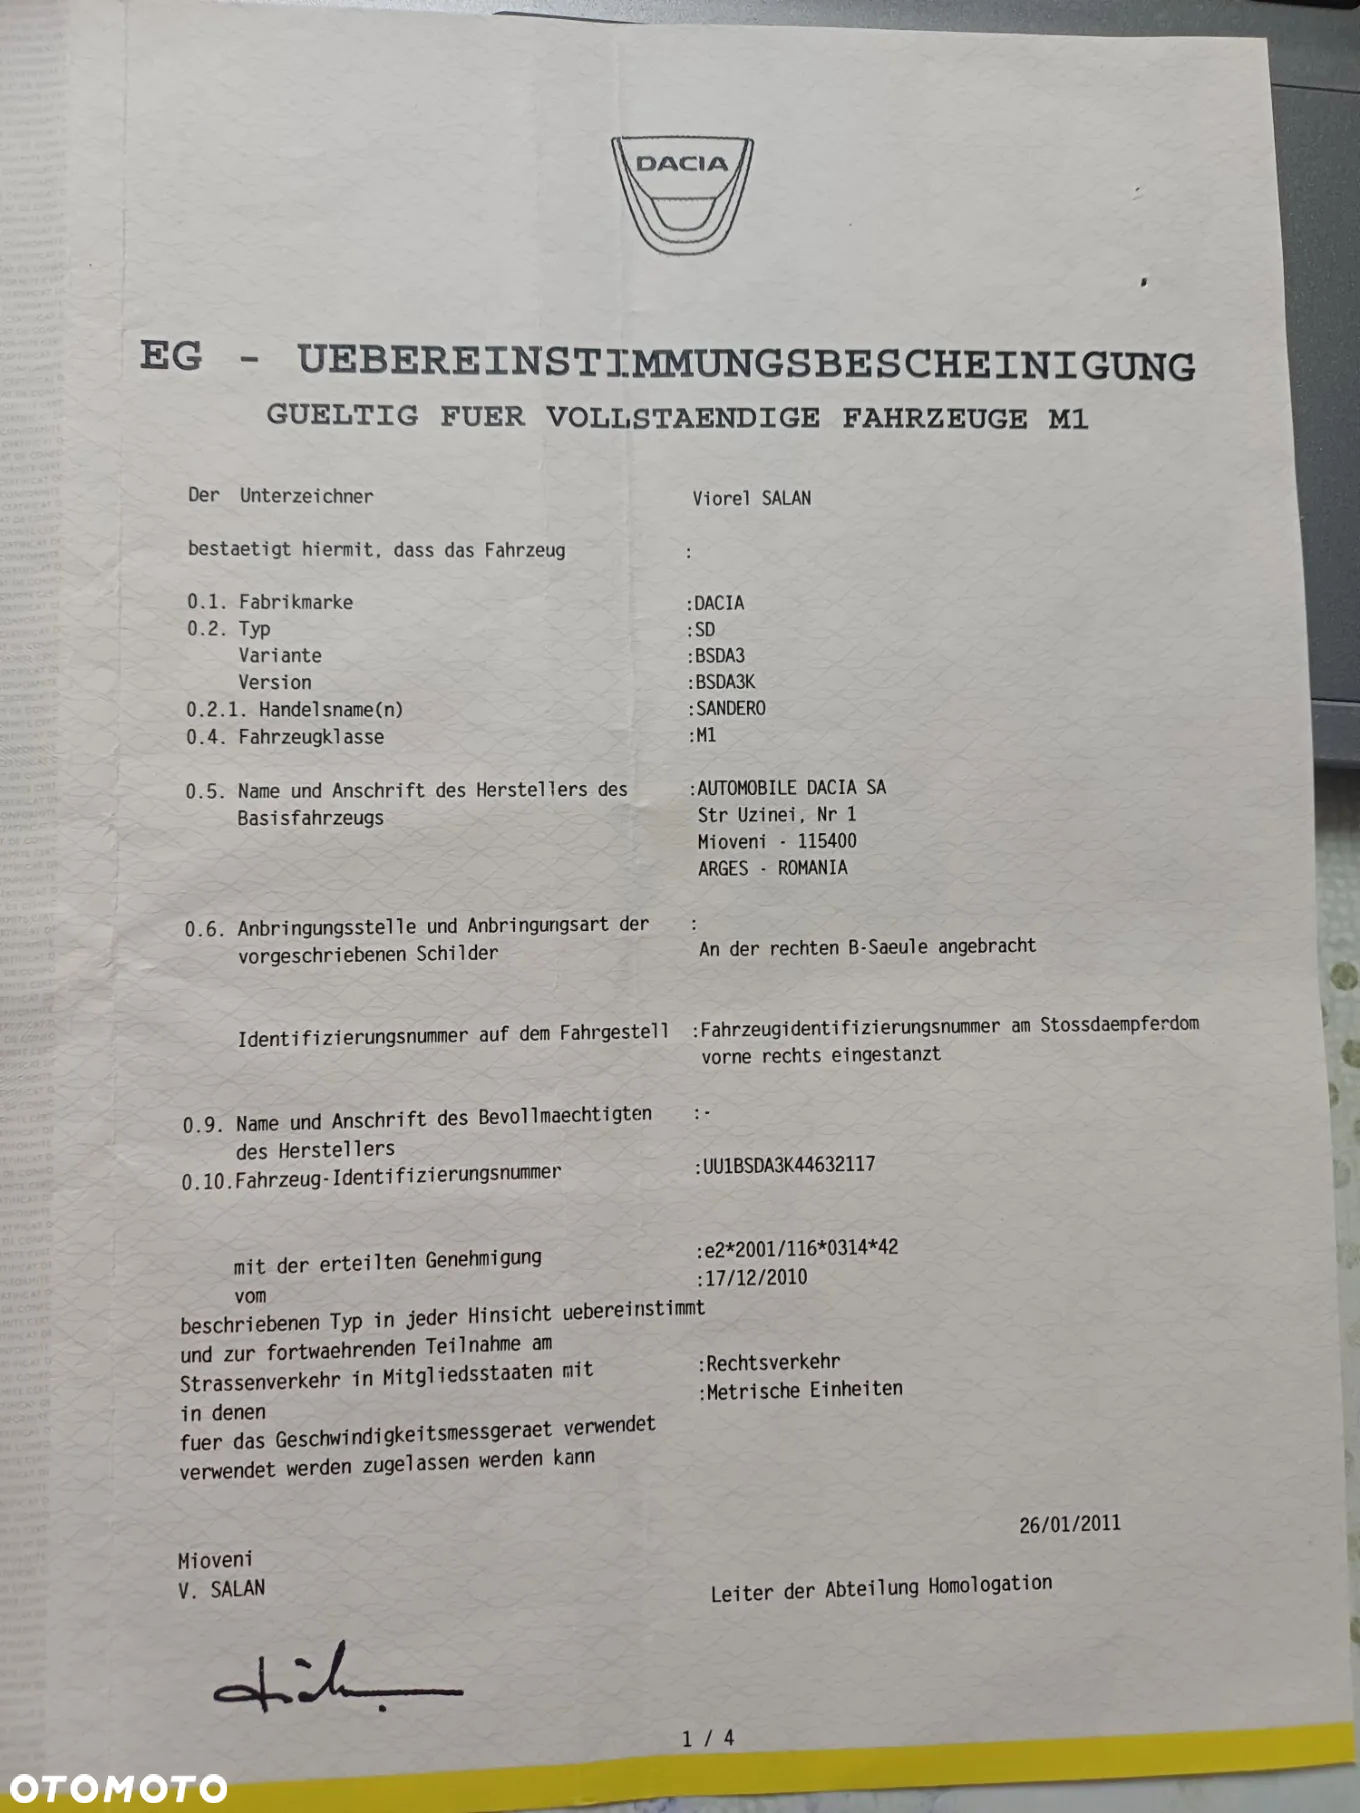 DACIA
EG - UEBEREINSTIMMUNGSBESCHEINIGUNG
GUELTIG FUER VOLLSTAENDIGE FAHRZEUGE M1
Der Unterzeichner Viorel SALAN
bestaetigt hiermit, dass das Fahrzeug :
0.1. Fabrikmarke :DACIA
0.2. Typ :SD
Variante :BSDA3
Version :BSDA3K
0.2.1. Handelsname(n) :SANDERO
0.4. Fahrzeugklasse :M1
0.5. Name und Anschrift des Herstellers des :AUTOMOBILE DACIA SA
Basisfahrzeugs Str Uzinei, Nr 1
Mioveni - 115400
ARGES - ROMANIA
0.6. Anbringungsstelle und Anbringungsart der :
vorgeschriebenen Schilder An der rechten B-Saeule angebracht
Identifizierungsnummer auf dem Fahrgestell :Fahrzeugidentifizierungsnummer am Stossdaempferdom
vorne rechts eingestanzt
0.9. Name und Anschrift des Bevollmaechtigten :-
des Herstellers
0.10.Fahrzeug-Identifizierungsnummer :UU1BSDA3K44632117
mit der erteilten Genehmigung :e2*2001/116*0314*42
vom :17/12/2010
beschriebenen Typ in jeder Hinsicht uebereinstimmt
und zur fortwaehrenden Teilnahme am
Strassenverkehr in Mitgliedsstaaten mit :Rechtsverkehr
in denen :Metrische Einheiten
fuer das Geschwindigkeitsmessgeraet verwendet
verwendet werden zugelassen werden kann
26/01/2011
Mioveni
V. SALAN Leiter der Abteilung Homologation
1 / 4
OTOMOTO